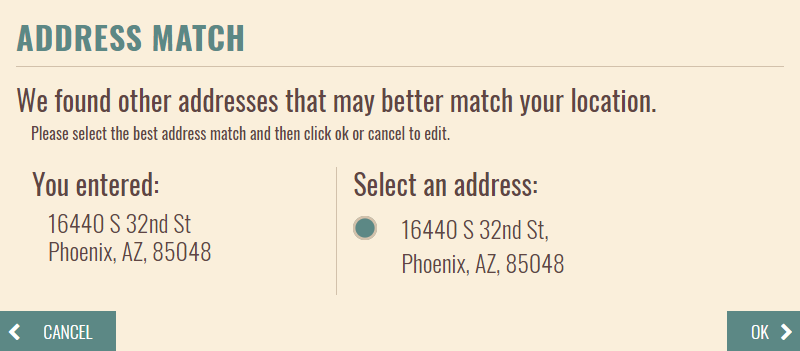 ADDRESS MATCH
We found other addresses that may better match your location.
Please select the best address match and then click ok or cancel to edit.
You entered:
16440 S 32nd St
Phoenix, AZ, 85048
Select an address:
16440 S 32nd St,
Phoenix, AZ, 85048
CANCEL
OK